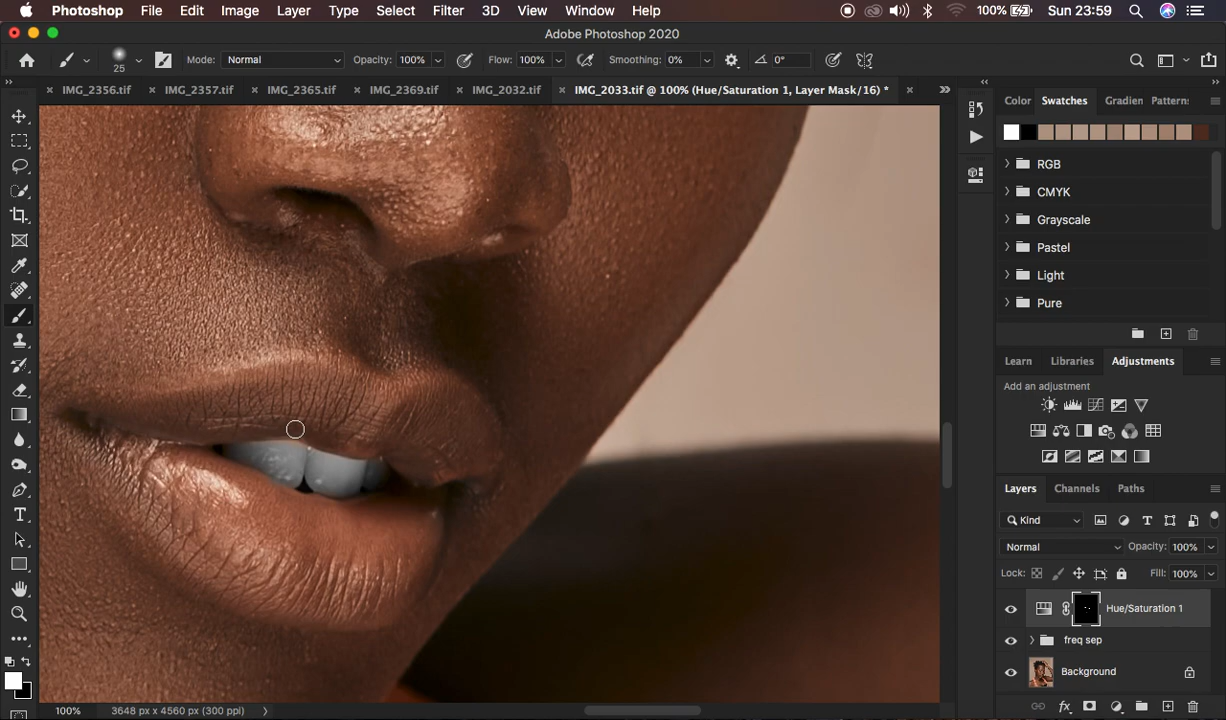 Photoshop File Edit Image Layer Type Select Filter 3D View Window Help 100% Sun 23:59
Adobe Photoshop 2020
25 Mode: Normal Opacity: 100% Flow: 100% Smoothing: 0% 0°
IMG_2356.tif IMG_2357.tif IMG_2365.tif IMG_2369.tif IMG_2032.tif IMG_2033.tif @ 100% (Hue/Saturation 1, Layer Mask/16) *
Color Swatches Gradien Pattern:
RGB
CMYK
Grayscale
Pastel
Light
Pure
Learn Libraries Adjustments
Add an adjustment
Layers Channels Paths
Kind
Normal Opacity: 100%
Lock: Fill: 100%
Hue/Saturation 1
freq sep
Background
100% 3648 px x 4560 px (300 ppi)